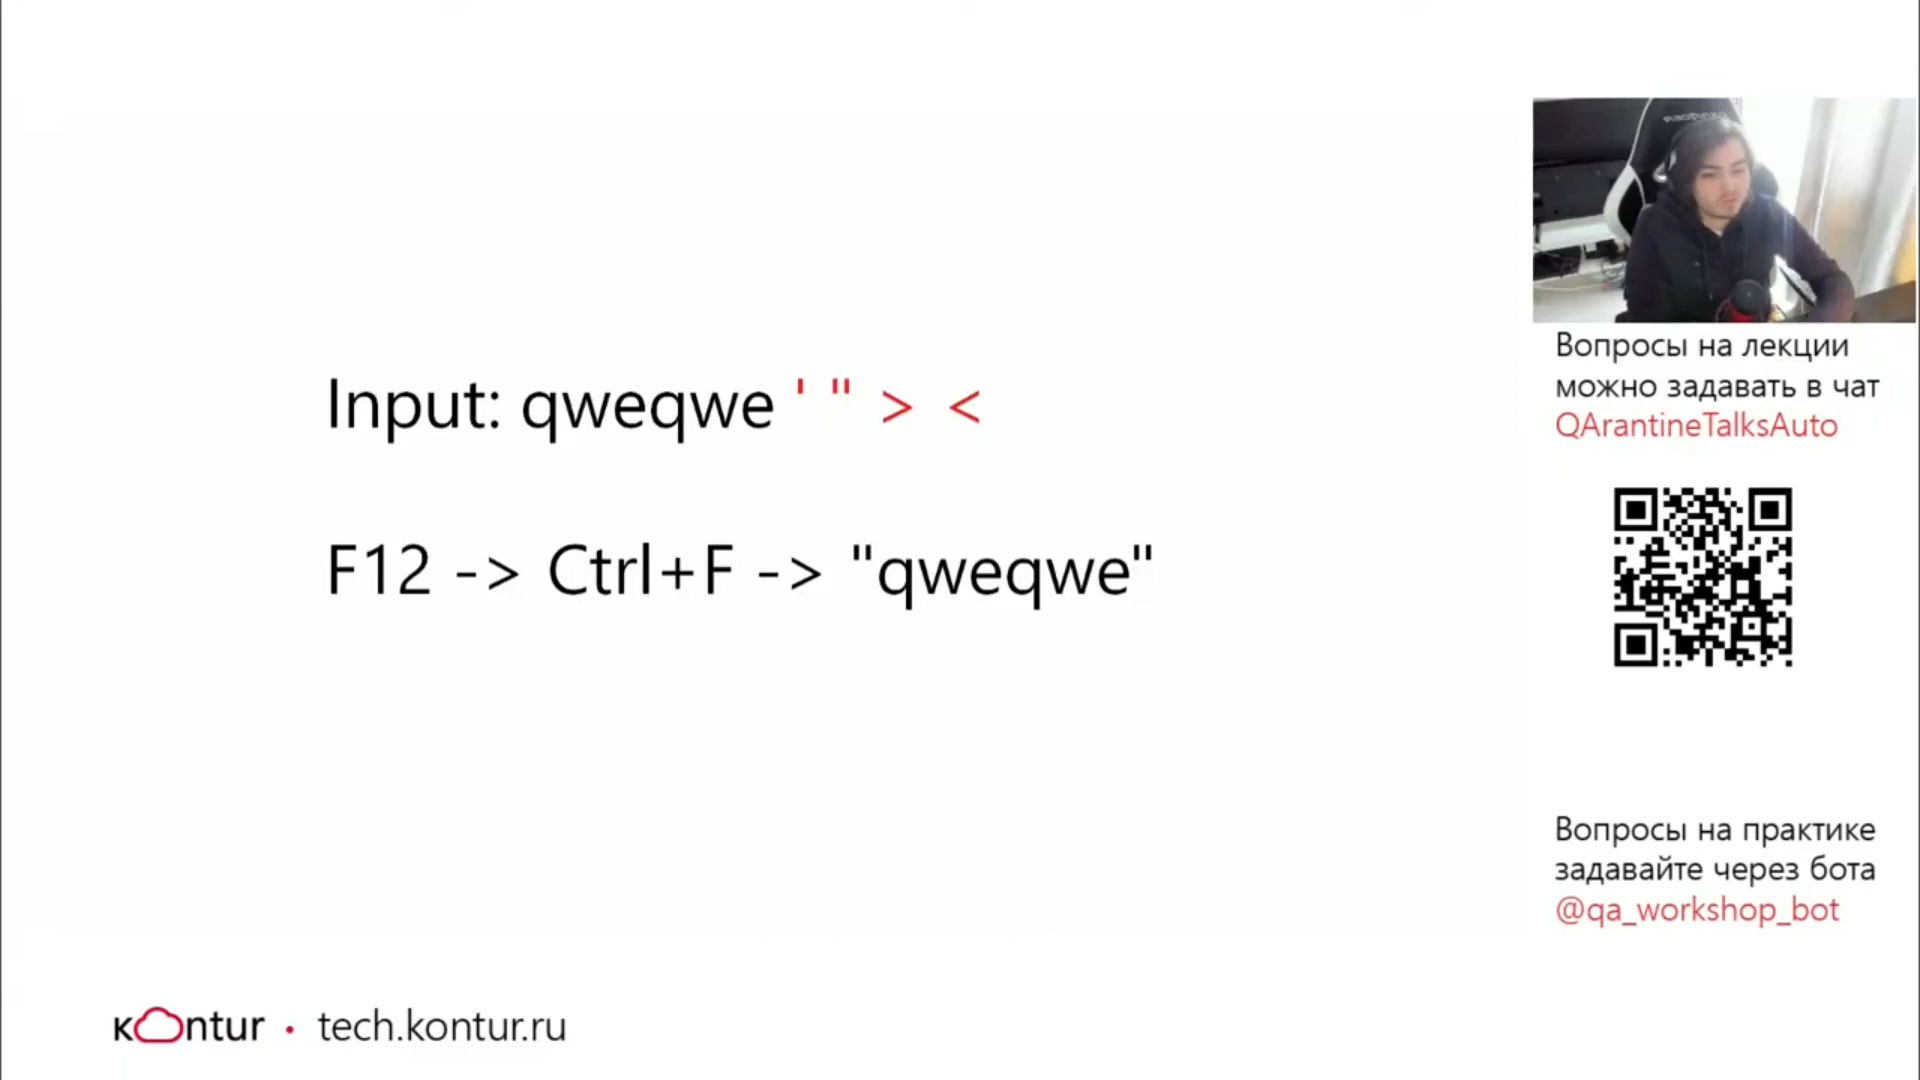 Input: qweqwe ' " > <
F12 -> Ctrl+F -> "qweqwe"
Вопросы на лекции
можно задавать в чат
QArantineTalksAuto
Вопросы на практике
задавайте через бота
@qa_workshop_bot
контur • tech.kontur.ru